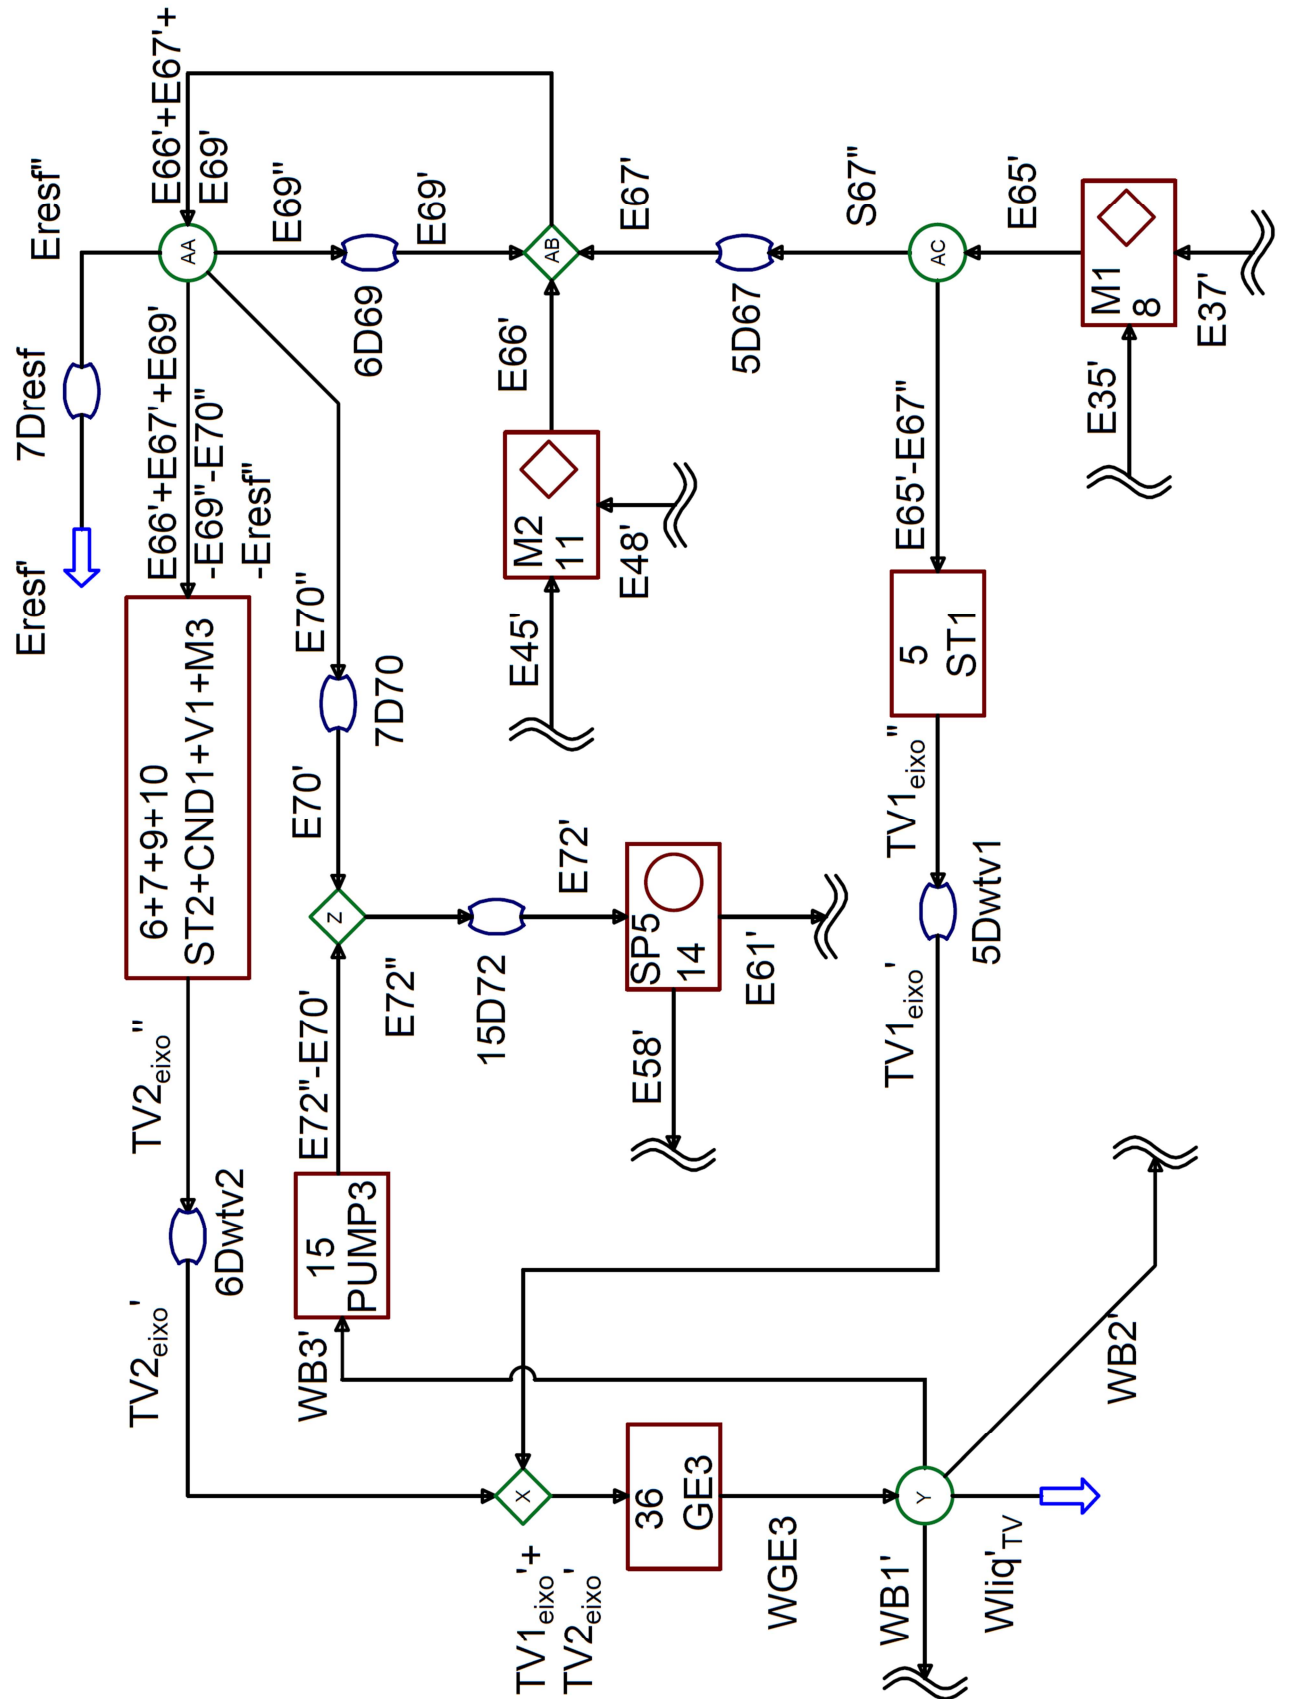 Eresf'
7Dresf
Eresf"
E66'+E67'+
E69'
AA
E66'+E67'+E69'
-E69"-E70"
-Eresf"
6+7+9+10
ST2+CND1+V1+M3
TV2eixo"
6Dwtv2
TV2eixo'
E69"
6D69
E69'
AB
E70"
7D70
E70'
Z
E72"-E70'
15
PUMP3
WB3'
E72"
15D72
E72'
SP5
14
E58'
E61'
E66'
M2
11
E45'
E48'
E67'
5D67
S67"
AC
E65'
M1
8
E35'
E37'
E65'-E67"
5
ST1
TV1eixo"
5Dwtv1
TV1eixo'
X
TV1eixo'+
TV2eixo'
36
GE3
WGE3
Y
WB1'
Wliq'TV
WB2'